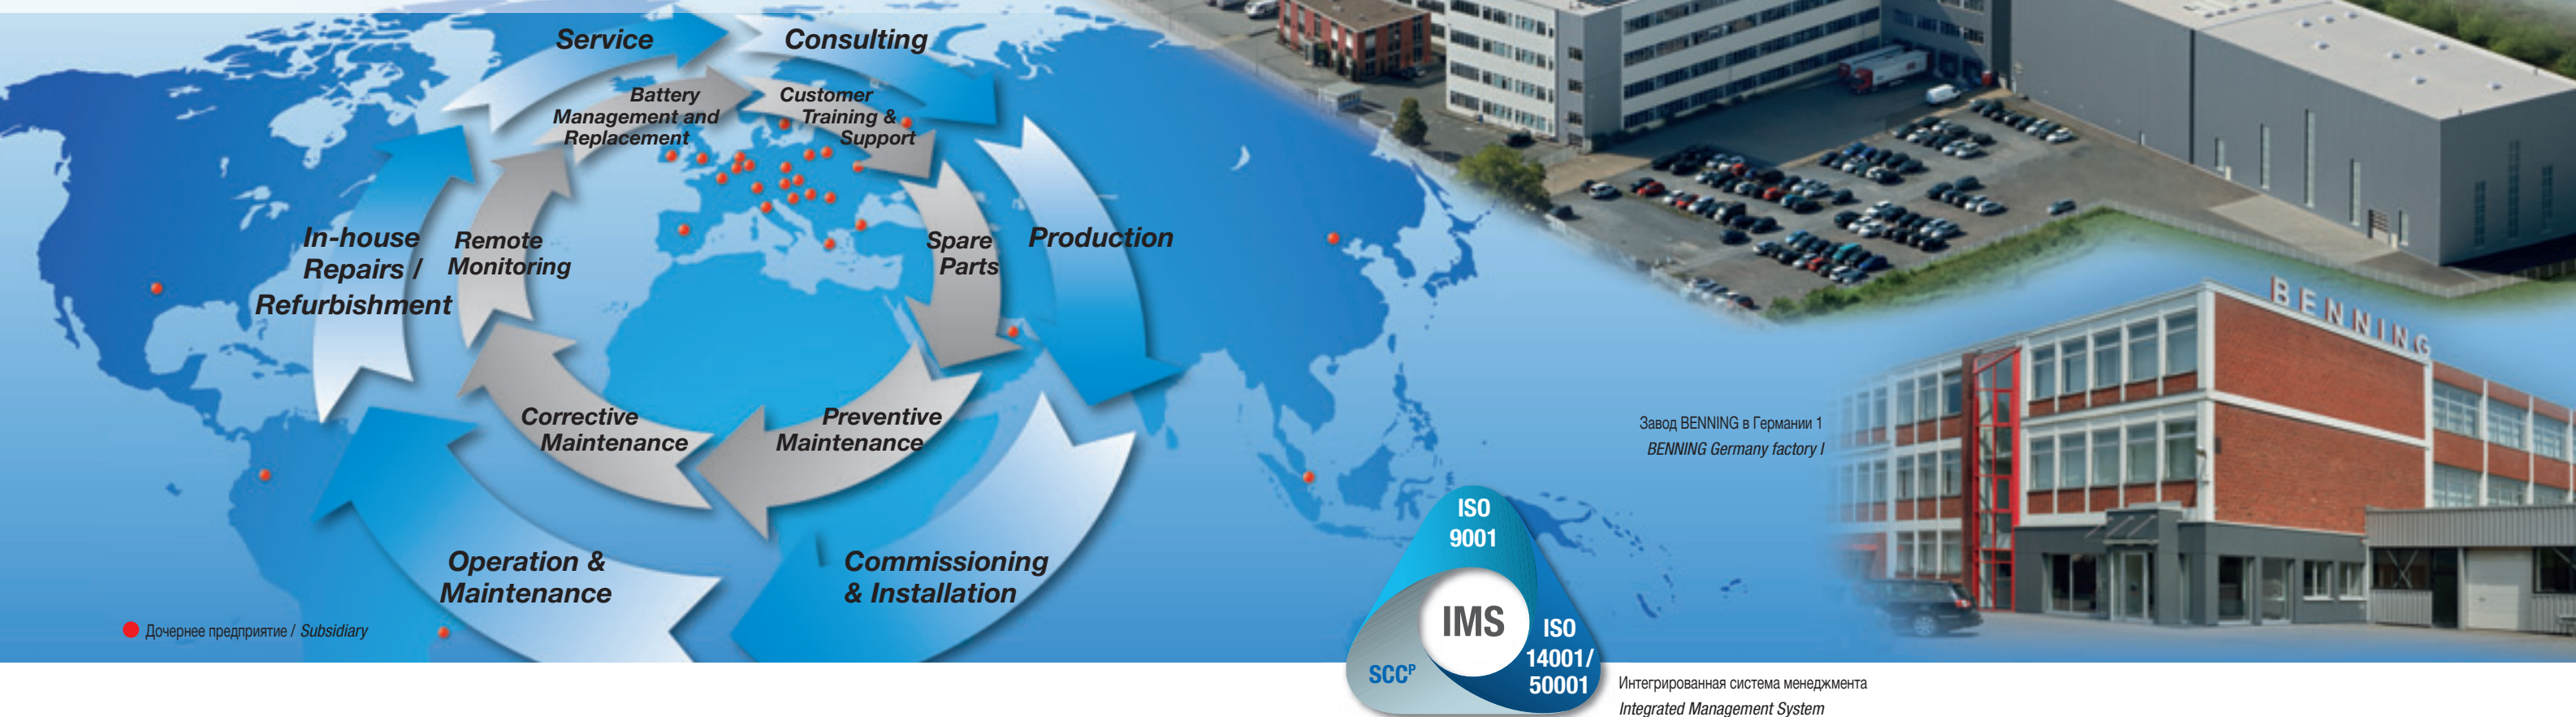 Service
Consulting
Battery
Management and
Replacement
Customer
Training &
Support
In-house
Repairs /
Refurbishment
Remote
Monitoring
Spare
Parts
Production
Corrective
Maintenance
Preventive
Maintenance
Operation &
Maintenance
Commissioning
& Installation
Дочернее предприятие / Subsidiary
BENNING
Завод BENNING в Германии 1
BENNING Germany factory I
ISO
9001
IMS
ISO
14001/
50001
SCCᴾ
Интегрированная система менеджмента
Integrated Management System